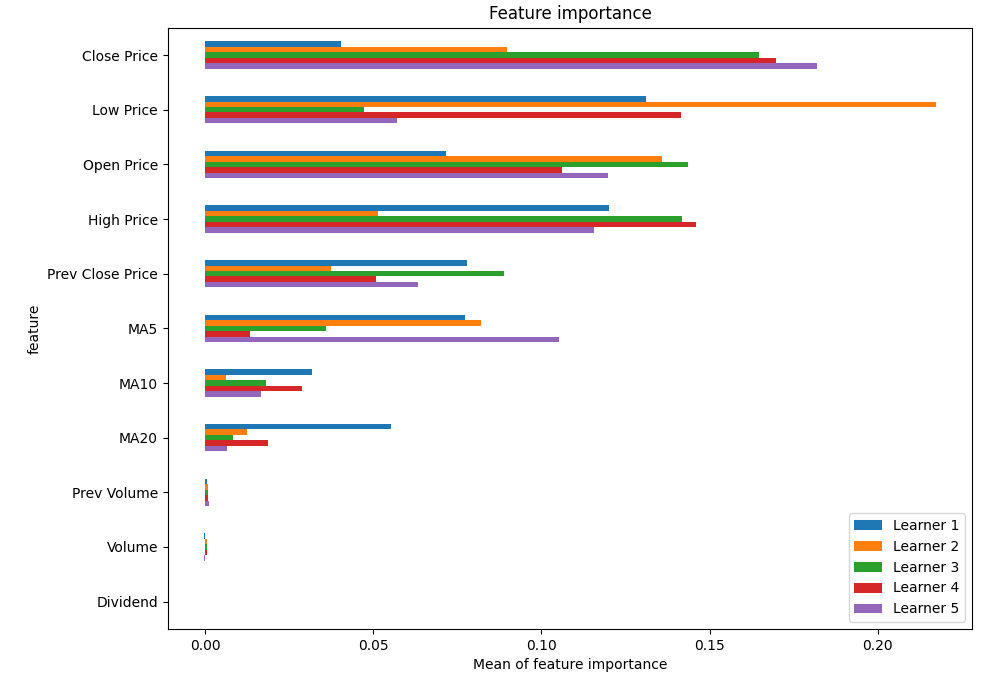 Feature importance
Close Price
Low Price
Open Price
High Price
Prev Close Price
MA5
MA10
MA20
Prev Volume
Volume
Dividend
feature
Learner 1
Learner 2
Learner 3
Learner 4
Learner 5
0.00 0.05 0.10 0.15 0.20
Mean of feature importance